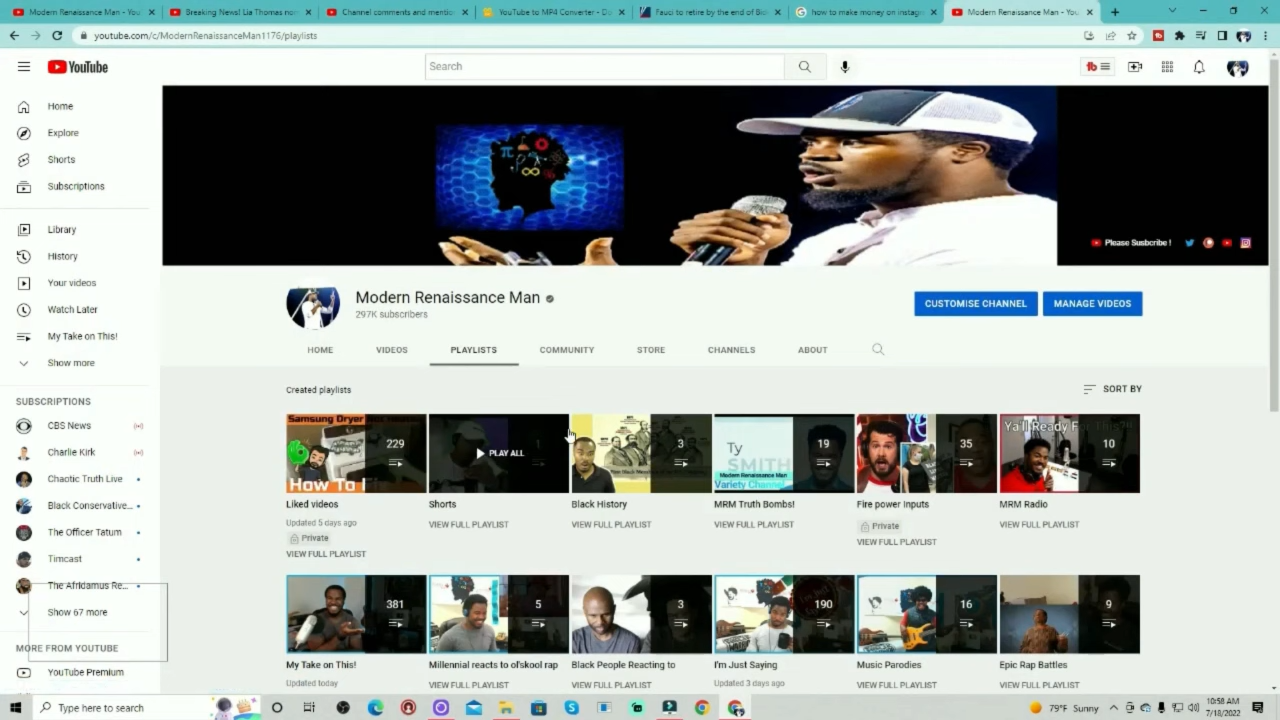 Modern Renaissance Man - You
Breaking News! Lia Thomas non
Channel comments and mentio
YouTube to MP4 Converter - Do
Fauci to retire by the end of Bi
how to make money on instag
Modern Renaissance Man - You
youtube.com/c/ModernRenaissanceMan1176/playlists
YouTube
Search
Home
Explore
Shorts
Subscriptions
Library
History
Your videos
Watch Later
My Take on This!
Show more
SUBSCRIPTIONS
CBS News
Charlie Kirk
Chaotic Truth Live
Black Conservative...
The Officer Tatum
Timcast
The Afridamus Re...
Show 67 more
MORE FROM YOUTUBE
YouTube Premium
Please Susbcribe !
Modern Renaissance Man
297K subscribers
CUSTOMISE CHANNEL
MANAGE VIDEOS
HOME
VIDEOS
PLAYLISTS
COMMUNITY
STORE
CHANNELS
ABOUT
Created playlists
SORT BY
Samsung Dryer
How To
229
Liked videos
Updated 5 days ago
Private
VIEW FULL PLAYLIST
PLAY ALL
1
Shorts
VIEW FULL PLAYLIST
3
Black History
VIEW FULL PLAYLIST
Ty
SMITH
Modern Renaissance Man
Variety Channel
19
MRM Truth Bombs!
VIEW FULL PLAYLIST
35
Fire power Inputs
Private
VIEW FULL PLAYLIST
Ya'll Ready For This?!!
10
MRM Radio
VIEW FULL PLAYLIST
381
My Take on This!
Updated today
5
Millennial reacts to ol'skool rap
VIEW FULL PLAYLIST
3
Black People Reacting to
VIEW FULL PLAYLIST
190
I'm Just Saying
Updated 3 days ago
16
Music Parodies
VIEW FULL PLAYLIST
9
Epic Rap Battles
VIEW FULL PLAYLIST
Type here to search
79°F Sunny
10:58 AM
7/18/2022